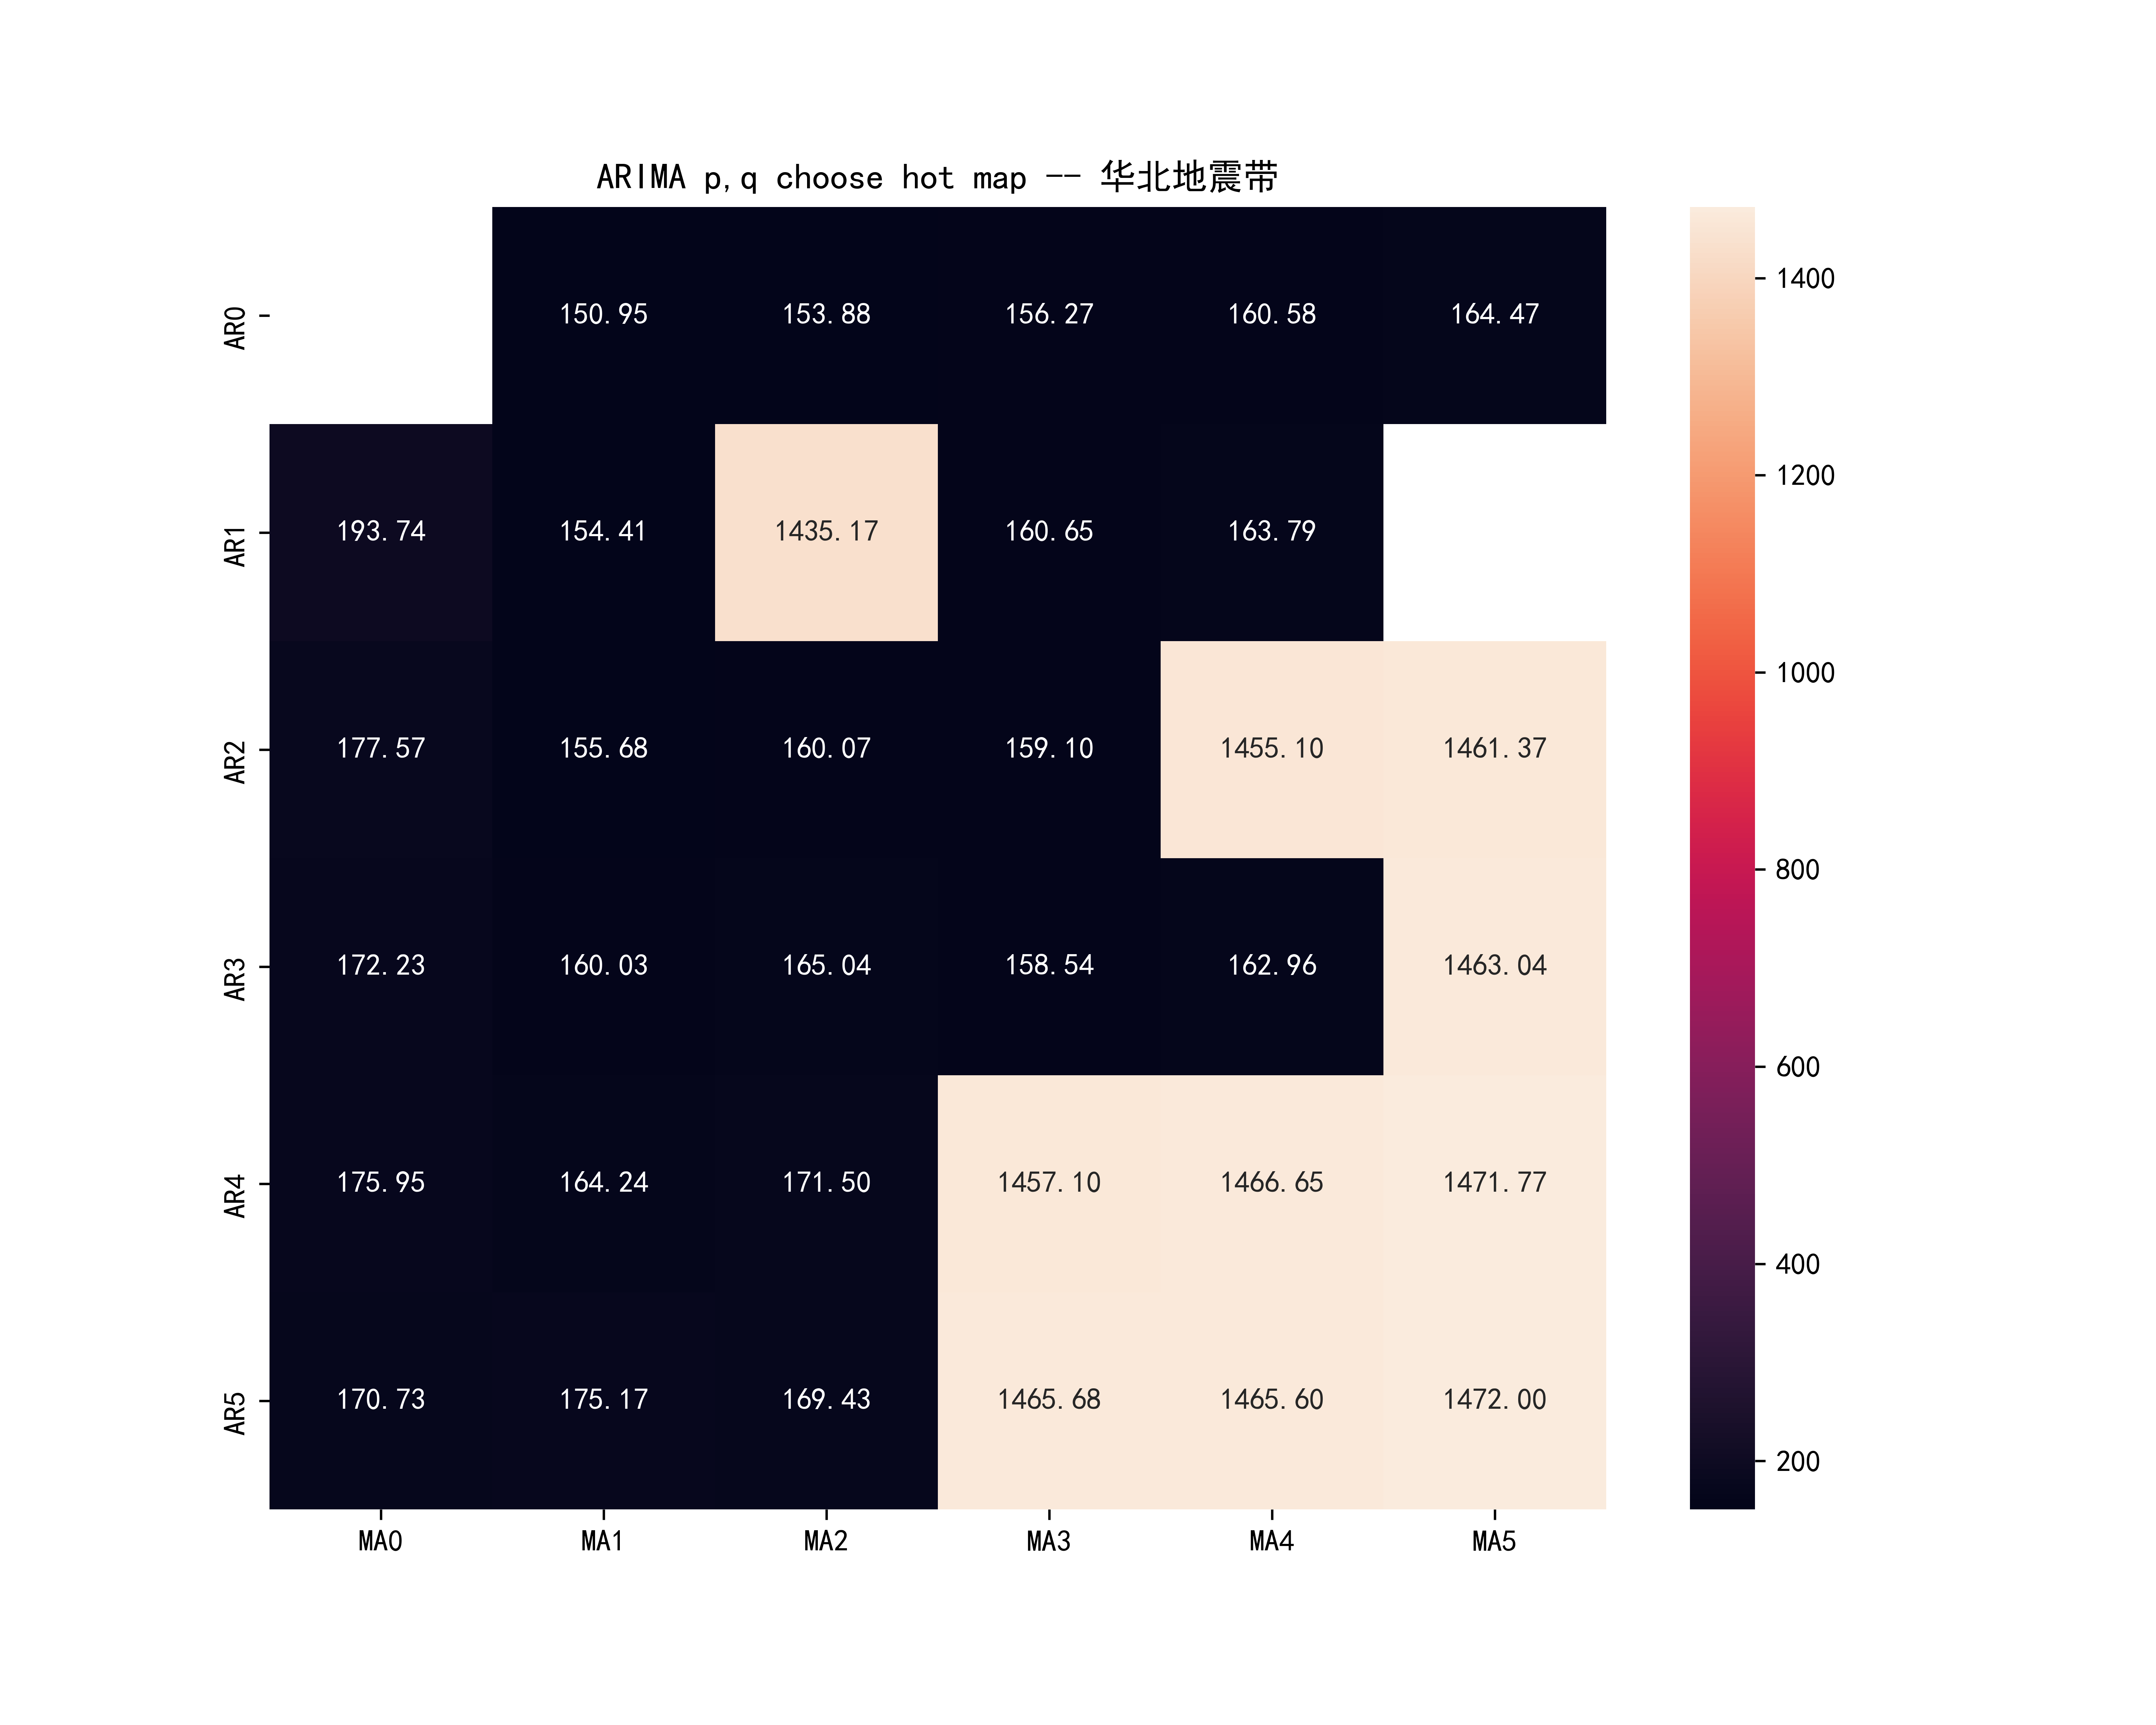 ARIMA p,q choose hot map -- 华北地震带
AR0 150.95 153.88 156.27 160.58 164.47
AR1 193.74 154.41 1435.17 160.65 163.79
AR2 177.57 155.68 160.07 159.10 1455.10 1461.37
AR3 172.23 160.03 165.04 158.54 162.96 1463.04
AR4 175.95 164.24 171.50 1457.10 1466.65 1471.77
AR5 170.73 175.17 169.43 1465.68 1465.60 1472.00
MA0 MA1 MA2 MA3 MA4 MA5
1400
1200
1000
800
600
400
200